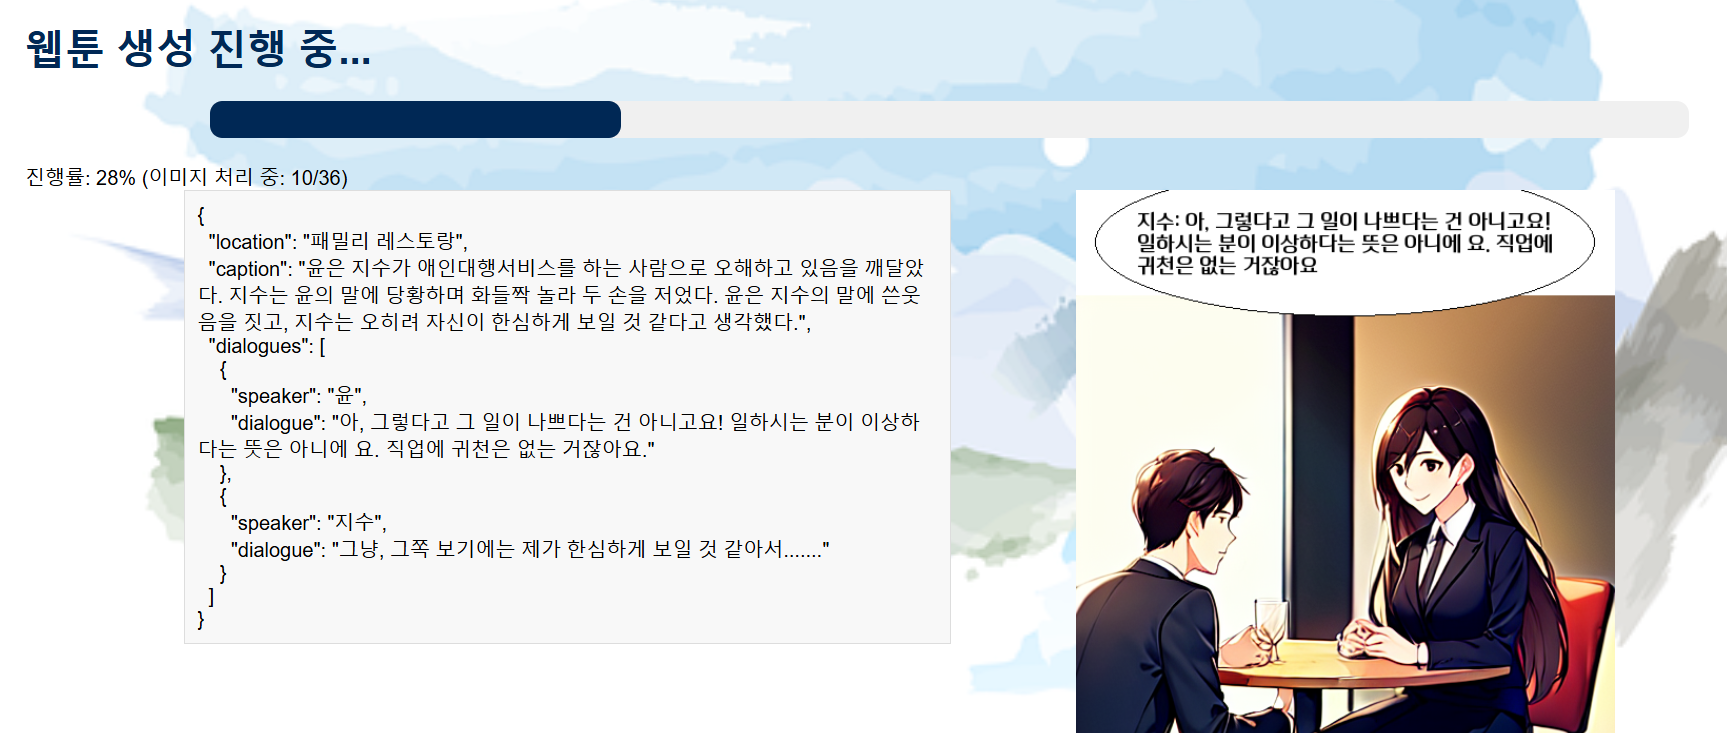 웹툰 생성 진행 중...
진행률: 28% (이미지 처리 중: 10/36)
{
"location": "패밀리 레스토랑",
"caption": "윤은 지수가 애인대행서비스를 하는 사람으로 오해하고 있음을 깨달았
다. 지수는 윤의 말에 당황하며 화들짝 놀라 두 손을 저었다. 윤은 지수의 말에 쓴웃
음을 짓고, 지수는 오히려 자신이 한심하게 보일 것 같다고 생각했다.",
"dialogues": [
{
"speaker": "윤",
"dialogue": "아, 그렇다고 그 일이 나쁘다는 건 아니고요! 일하시는 분이 이상하
다는 뜻은 아니에 요. 직업에 귀천은 없는 거잖아요."
},
{
"speaker": "지수",
"dialogue": "그냥, 그쪽 보기에는 제가 한심하게 보일 것 같아서......."
}
]
}
지수: 아, 그렇다고 그 일이 나쁘다는 건 아니고요!
일하시는 분이 이상하다는 뜻은 아니에 요. 직업에
귀천은 없는 거잖아요